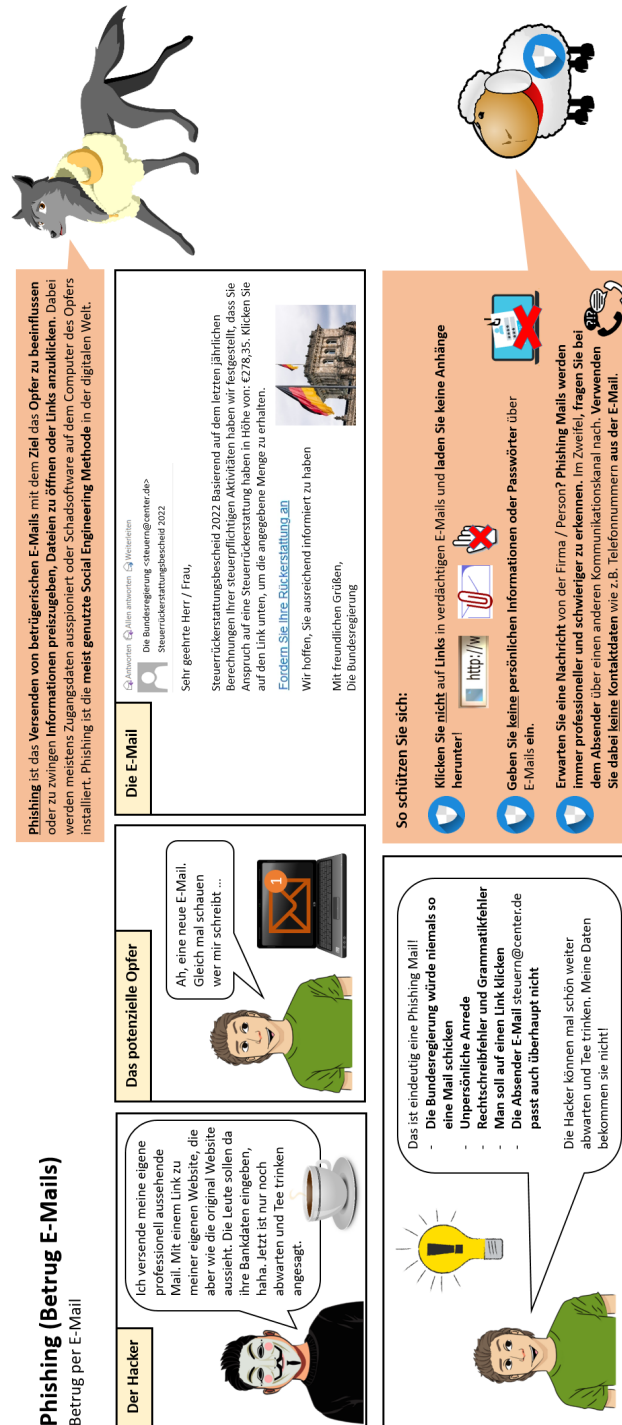 Phishing (Betrug E-Mails)
Betrug per E-Mail
Phishing ist das Versenden von betrügerischen E-Mails mit dem Ziel das Opfer zu beeinflussen
oder zu zwingen Informationen preiszugeben, Dateien zu öffnen oder Links anzuklicken. Dabei
werden meistens Zugangsdaten ausspioniert oder Schadsoftware auf dem Computer des Opfers
installiert. Phishing ist die meist genutzte Social Engineering Methode in der digitalen Welt.
Der Hacker
Ich versende meine eigene
professionell aussehende
Mail. Mit einem Link zu
meiner eigenen Website, die
aber wie die original Website
aussieht. Die Leute sollen da
ihre Bankdaten eingeben,
haha. Jetzt ist nur noch
abwarten und Tee trinken
angesagt.
Das potenzielle Opfer
Ah, eine neue E-Mail.
Gleich mal schauen
wer mir schreibt ...
1
Die E-Mail
Antworten Allen antworten Weiterleiten
Die Bundesregierung <steuern@center.de>
Steuerrückerstattungsbescheid 2022
Sehr geehrte Herr / Frau,
Steuerrückerstattungsbescheid 2022 Basierend auf dem letzten jährlichen
Berechnungen Ihrer steuerpflichtigen Aktivitäten haben wir festgestellt, dass Sie
Anspruch auf eine Steuerrückerstattung haben in Höhe von: €278,35. Klicken Sie
auf den Link unten, um die angegebene Menge zu erhalten.
Fordern Sie Ihre Rückerstattung an
Wir hoffen, Sie ausreichend informiert zu haben
Mit freundlichen Grüßen,
Die Bundesregierung
Das ist eindeutig eine Phishing Mail!
- Die Bundesregierung würde niemals so
eine Mail schicken
- Unpersönliche Anrede
- Rechtschreibfehler und Grammatikfehler
- Man soll auf einen Link klicken
- Die Absender E-Mail steuern@center.de
passt auch überhaupt nicht
Die Hacker können mal schön weiter
abwarten und Tee trinken. Meine Daten
bekommen sie nicht!
So schützen Sie sich:
Klicken Sie nicht auf Links in verdächtigen E-Mails und laden Sie keine Anhänge
herunter!
http://w
Geben Sie keine persönlichen Informationen oder Passwörter über
E-Mails ein.
Erwarten Sie eine Nachricht von der Firma / Person? Phishing Mails werden
immer professioneller und schwieriger zu erkennen. Im Zweifel, fragen Sie bei
dem Absender über einen anderen Kommunikationskanal nach. Verwenden
Sie dabei keine Kontaktdaten wie z.B. Telefonnummern aus der E-Mail.
?!?